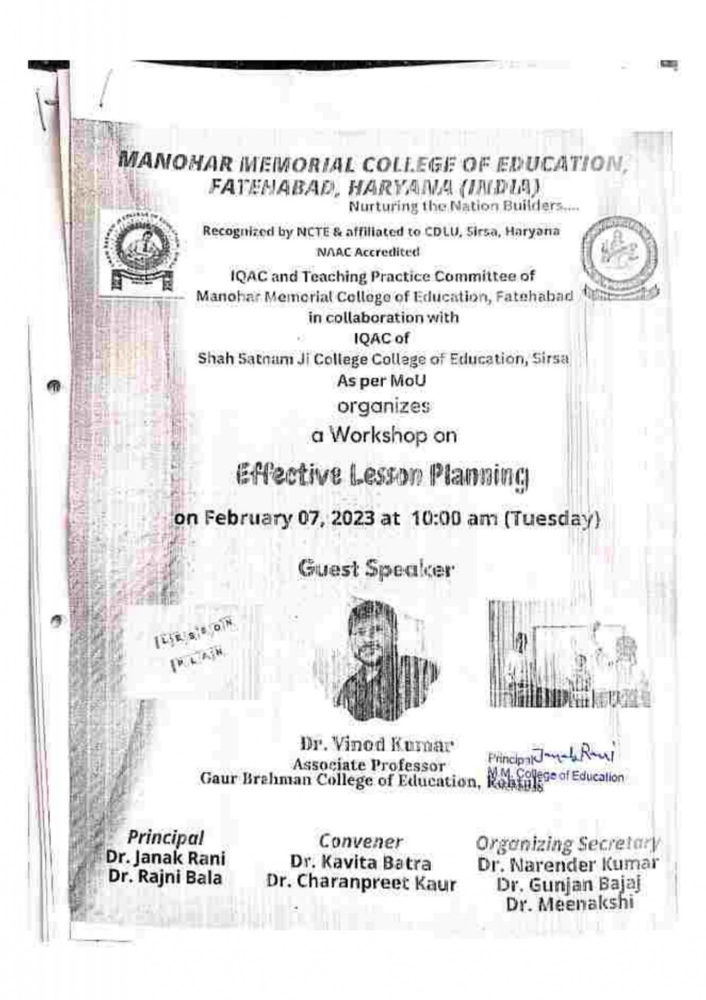 MANOHAR MEMORIAL COLLEGE OF EDUCATION,
FATEHABAD, HARYANA (INDIA)
Nurturing the Nation Builders....
Recognized by NCTE & affiliated to CDLU, Sirsa, Haryana
NAAC Accredited
IQAC and Teaching Practice Committee of
Manohar Memorial College of Education, Fatehabad
in collaboration with
IQAC of
Shah Satnam Ji College College of Education, Sirsa
As per MoU
organizes
a Workshop on
Effective Lesson Planning
on February 07, 2023 at 10:00 am (Tuesday)
Guest Speaker
LESSON
PLAN
Dr. Vinod Kumar
Associate Professor
Gaur Brahman College of Education, Rohtak
Principal Janak Rani
M.M. College of Education
Principal
Dr. Janak Rani
Dr. Rajni Bala
Convener
Dr. Kavita Batra
Dr. Charanpreet Kaur
Organizing Secretary
Dr. Narender Kumar
Dr. Gunjan Bajaj
Dr. Meenakshi